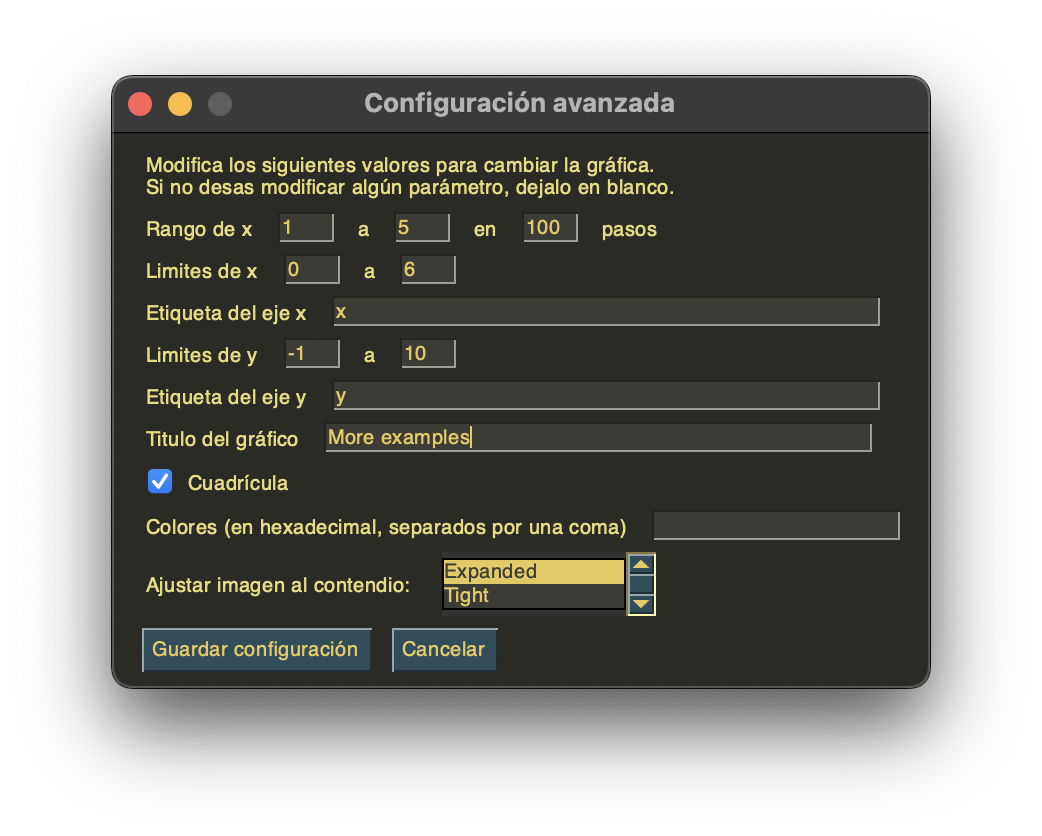 Configuración avanzada
Modifica los siguientes valores para cambiar la gráfica.
Si no desas modificar algún parámetro, dejalo en blanco.
Rango de x 1 a 5 en 100 pasos
Limites de x 0 a 6
Etiqueta del eje x x
Limites de y -1 a 10
Etiqueta del eje y y
Titulo del gráfico More examples
Cuadrícula
Colores (en hexadecimal, separados por una coma)
Expanded
Ajustar imagen al contendio:
Tight
Guardar configuración Cancelar